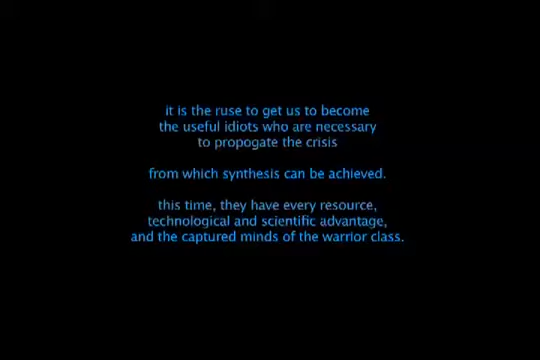 it is the ruse to get us to become
the useful idiots who are necessary
to propogate the crisis
from which synthesis can be achieved.
this time, they have every resource,
technological and scientific advantage,
and the captured minds of the warrior class.